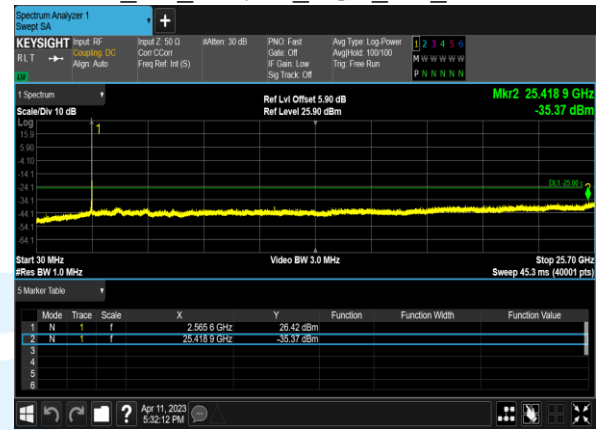 Spectrum Analyzer 1
Swept SA
KEYSIGHT Input: RF Input Z: 50 Ω #Atten: 30 dB PNO: Fast Avg Type: Log-Power 1 2 3 4 5 6
RLT Coupling: DC Corr CCorr Gate: Off Avg|Hold: 100/100 M W W W W W
Align: Auto Freq Ref: Int (S) IF Gain: Low Trig: Free Run
Sig Track: Off P N N N N N
1 Spectrum
Ref Lvl Offset 5.90 dB Mkr2 25.418 9 GHz
Scale/Div 10 dB Ref Level 25.90 dBm -35.37 dBm
Log
15.9
5.90
-4.10
-14.1
-24.1
-34.1
-44.1
-54.1
-64.1
1
DL1 -25.00
Start 30 MHz Video BW 3.0 MHz Stop 25.70 GHz
#Res BW 1.0 MHz Sweep 45.3 ms (40001 pts)
5 Marker Table
Mode Trace Scale X Y Function Function Width Function Value
1 N 1 f 2.565 6 GHz 26.42 dBm
2 N 1 f 25.418 9 GHz -35.37 dBm
3
4
5
6
? Apr 11, 2023
5:32:12 PM